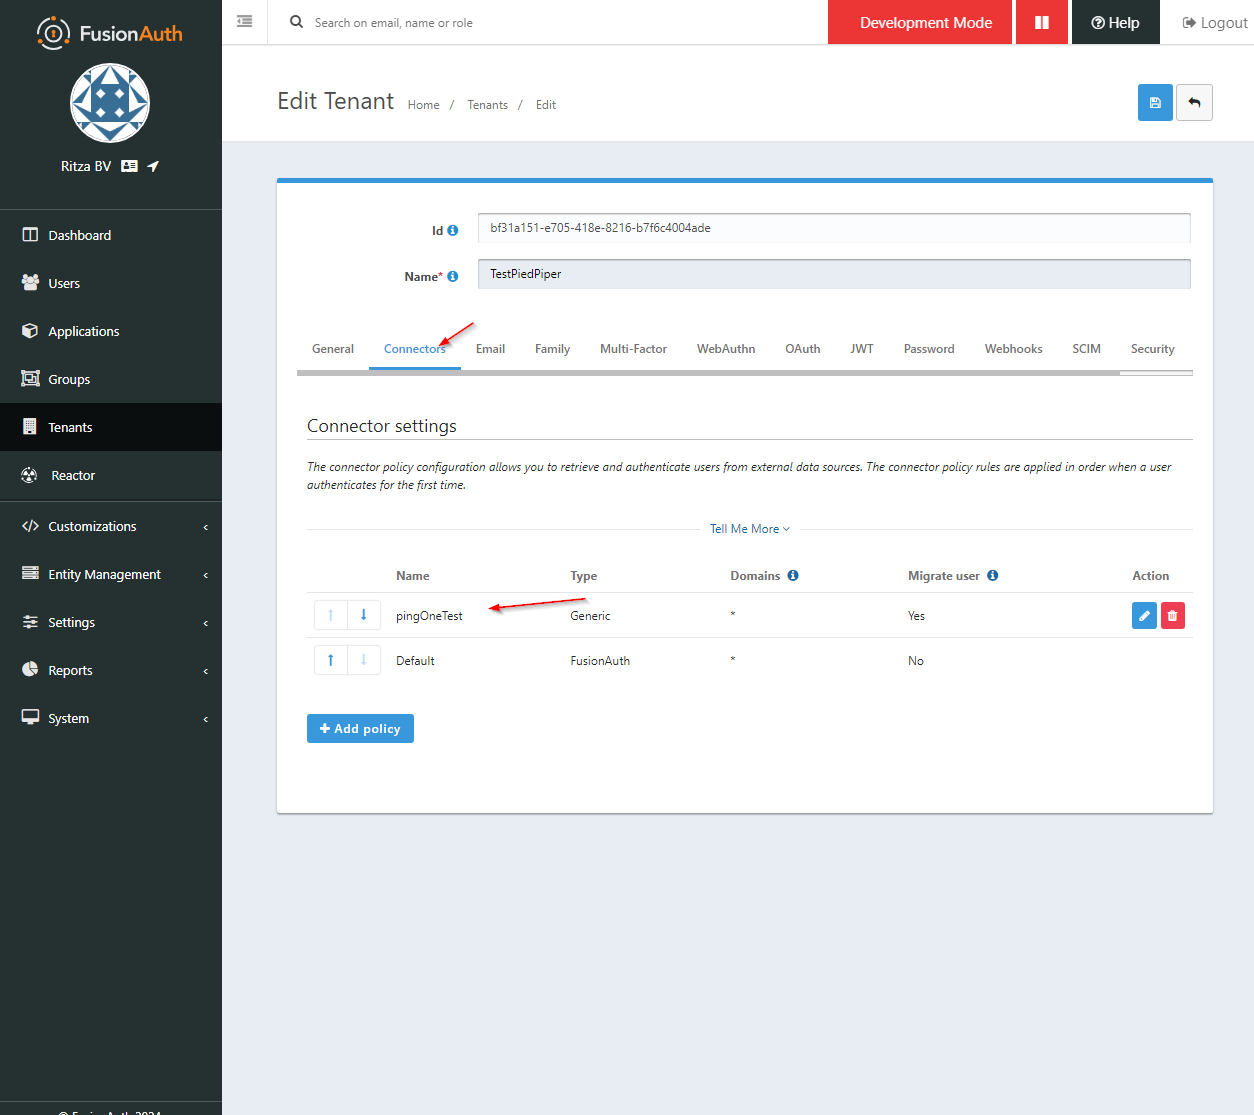 FusionAuth
Search on email, name or role
Development Mode
Help
Logout
Ritza BV
Dashboard
Users
Applications
Groups
Tenants
Reactor
Customizations
Entity Management
Settings
Reports
System
© FusionAuth 2024
Edit Tenant Home / Tenants / Edit
Id bf31a151-e705-418e-8216-b7f6c4004ade
Name* TestPiedPiper
General Connectors Email Family Multi-Factor WebAuthn OAuth JWT Password Webhooks SCIM Security
Connector settings
The connector policy configuration allows you to retrieve and authenticate users from external data sources. The connector policy rules are applied in order when a user
authenticates for the first time.
Tell Me More
Name Type Domains Migrate user Action
pingOneTest Generic * Yes
Default FusionAuth * No
+ Add policy